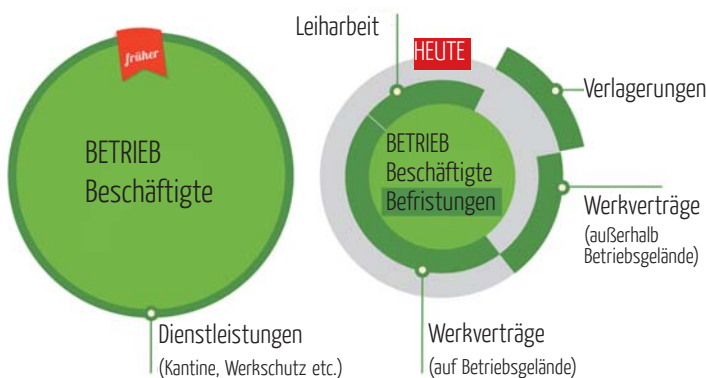 früher
BETRIEB
Beschäftigte
Dienstleistungen
(Kantine, Werkschutz etc.)
Leiharbeit
HEUTE
BETRIEB
Beschäftigte
Befristungen
Verlagerungen
Werkverträge
(außerhalb
Betriebsgelände)
Werkverträge
(auf Betriebsgelände)